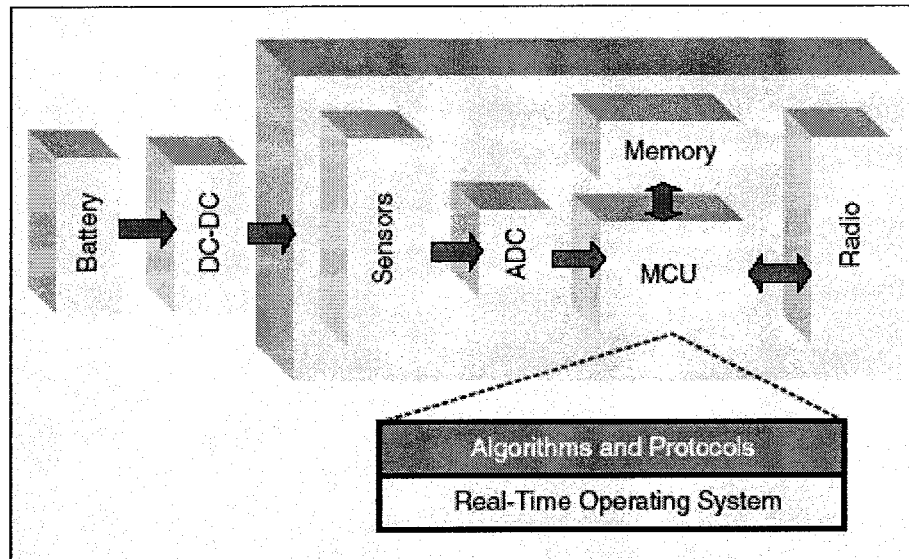 Battery
DC-DC
Sensors
ADC
Memory
MCU
Radio
Algorithms and Protocols
Real-Time Operating System